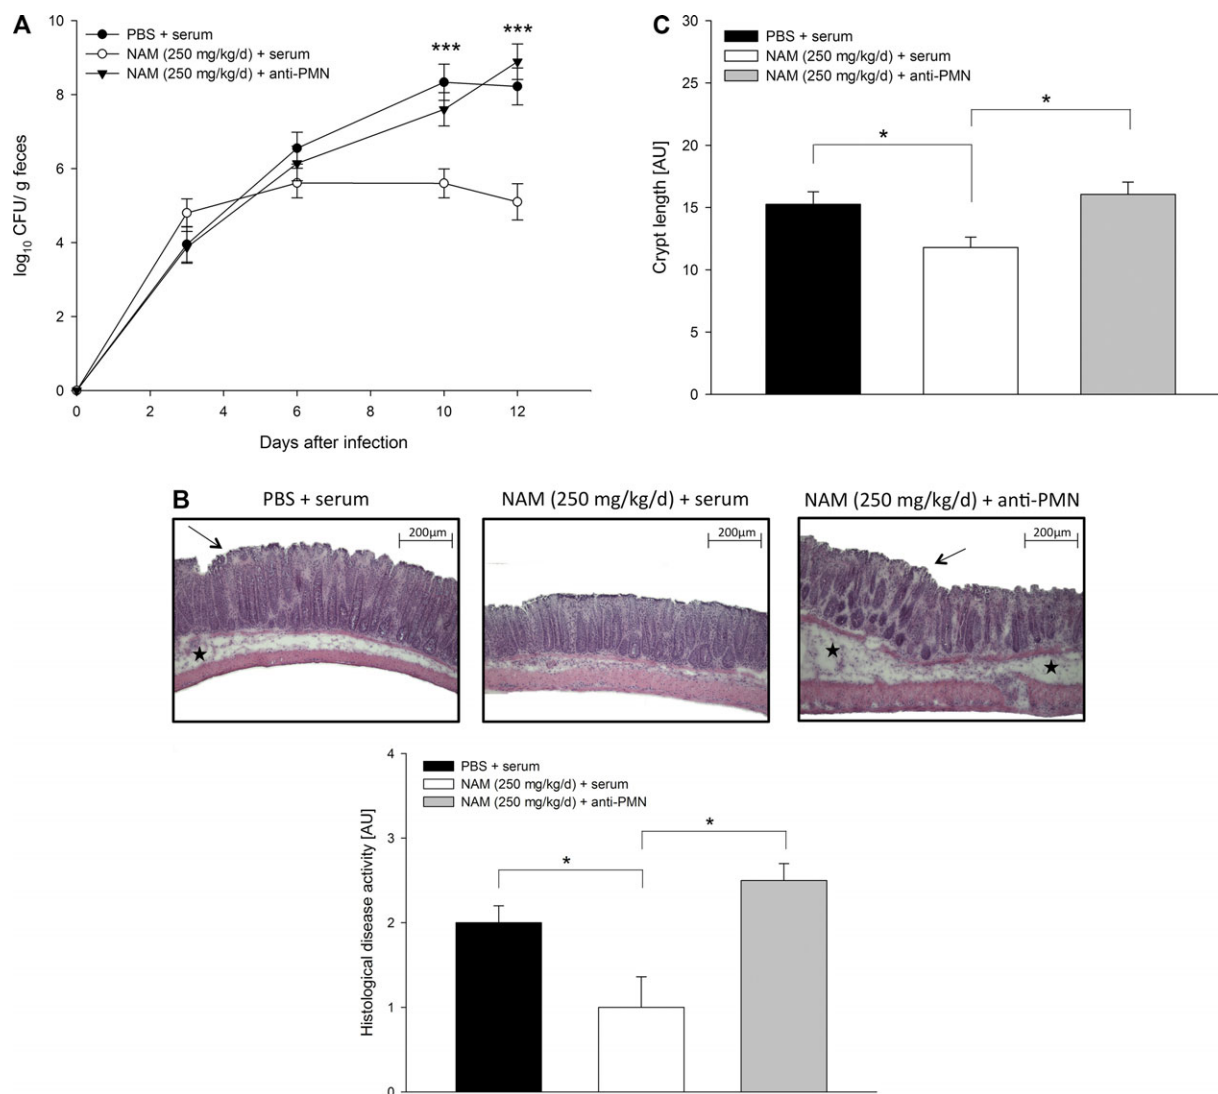 A
PBS + serum
NAM (250 mg/kg/d) + serum
NAM (250 mg/kg/d) + anti-PMN
*** ***
10
8
6
4
2
0
log10 CFU/ g feces
0 2 4 6 8 10 12
Days after infection
C
PBS + serum
NAM (250 mg/kg/d) + serum
NAM (250 mg/kg/d) + anti-PMN
* *
30
25
20
15
10
5
0
Crypt length [AU]
B
PBS + serum
NAM (250 mg/kg/d) + serum
NAM (250 mg/kg/d) + anti-PMN
200µm
200µm
200µm
PBS + serum
NAM (250 mg/kg/d) + serum
NAM (250 mg/kg/d) + anti-PMN
* *
4
3
2
1
0
Histological disease activity [AU]